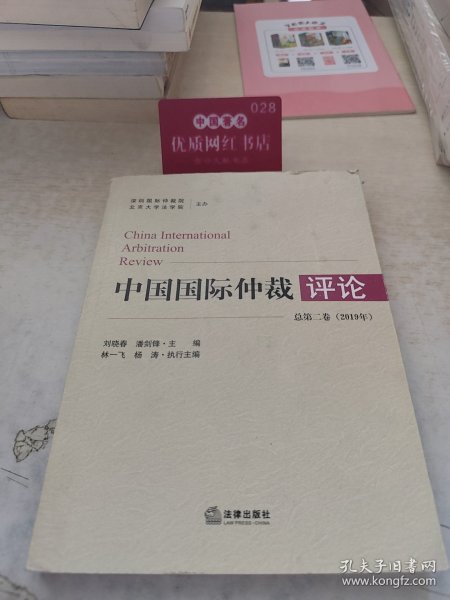 028
中国著名
优质网红书店
深圳国际仲裁院
北京大学法学院
主办
China International
Arbitration
Review
中国国际仲裁 评论
总第二卷（2019年）
刘晓春 潘剑锋·主 编
林一飞 杨 涛·执行主编
法律出版社
LAW PRESS·CHINA
孔夫子旧书网
www.kongfz.com